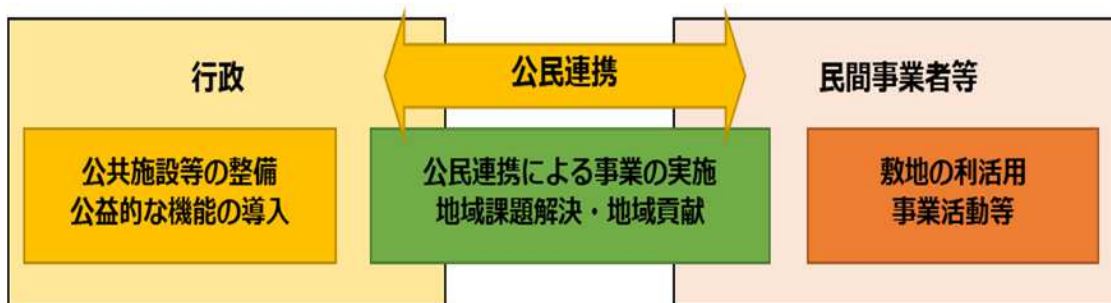 行政
公民連携
民間事業者等
公共施設等の整備
公益的な機能の導入
公民連携による事業の実施
地域課題解決・地域貢献
敷地の利活用
事業活動等